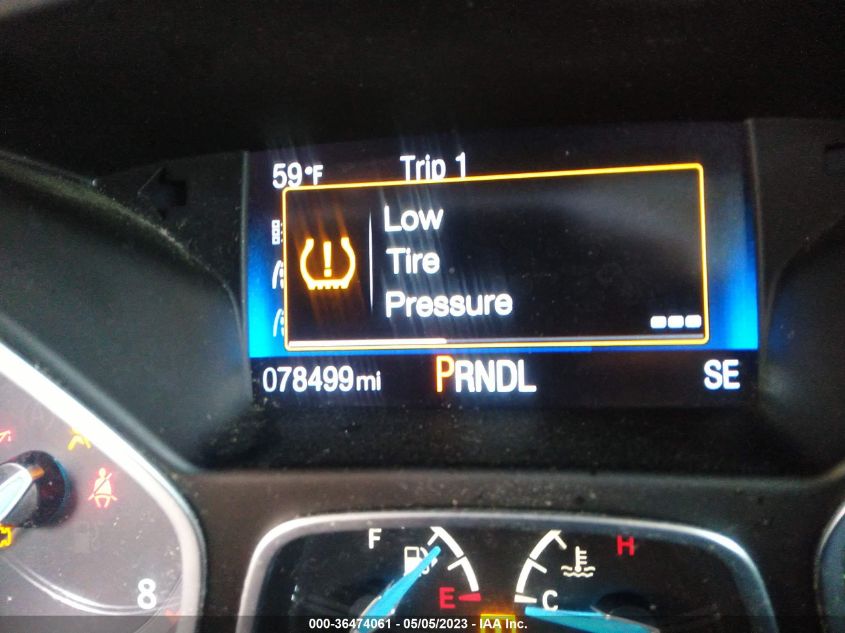 59°F Trip 1
Low
Tire
Pressure
078499mi PRNDL SE
F H
8 E C
000-36474061 - 05/05/2023 - IAA Inc.